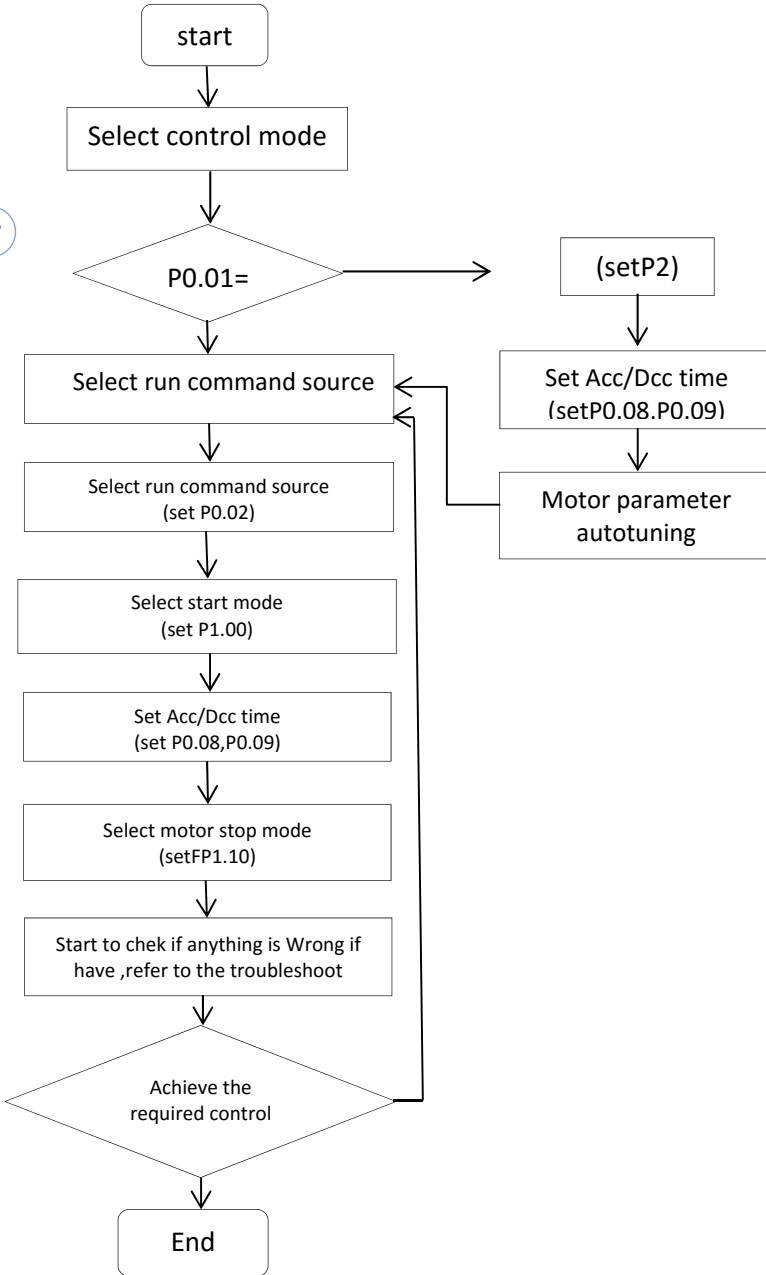 start
Select control mode
P0.01=
Select run command source
Select run command source
(set P0.02)
Select start mode
(set P1.00)
Set Acc/Dcc time
(set P0.08,P0.09)
Select motor stop mode
(setFP1.10)
Start to chek if anything is Wrong if
have ,refer to the troubleshoot
Achieve the
required control
End
(setP2)
Set Acc/Dcc time
(setP0.08.P0.09)
Motor parameter
autotuning